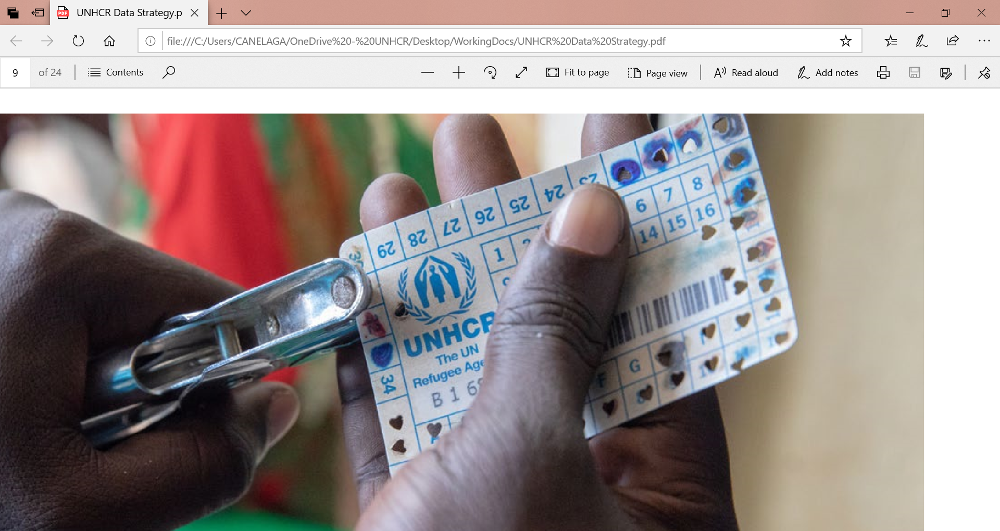 UNHCR Data Strategy.p
file:///C:/Users/CANELAGA/OneDrive%20-%20UNHCR/Desktop/WorkingDocs/UNHCR%20Data%20Strategy.pdf
9 of 24 Contents Fit to page Page view Read aloud Add notes
29 28 27 26 25 24
1 6 7 8
14 15 16
UNHCR
The UN
Refugee Age
B 1 6
34
F G